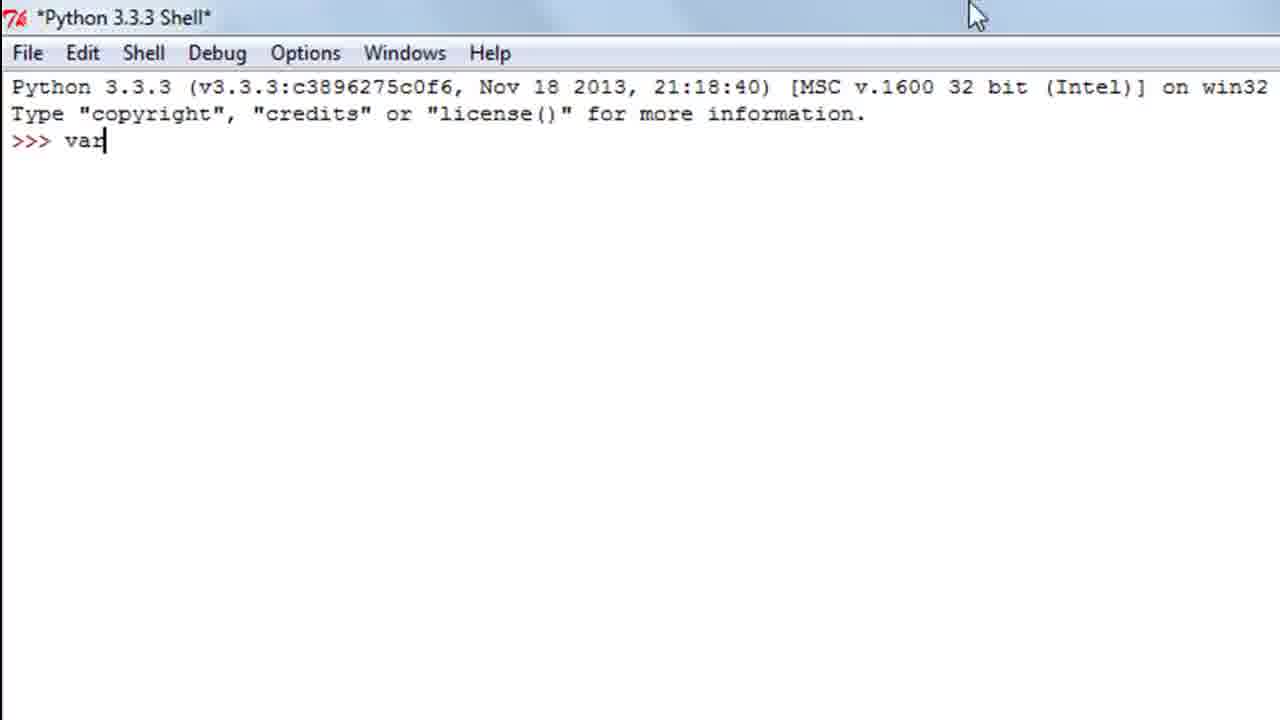 *Python 3.3.3 Shell*
File Edit Shell Debug Options Windows Help
Python 3.3.3 (v3.3.3:c3896275c0f6, Nov 18 2013, 21:18:40) [MSC v.1600 32 bit (Intel)] on win32
Type "copyright", "credits" or "license()" for more information.
>>> var